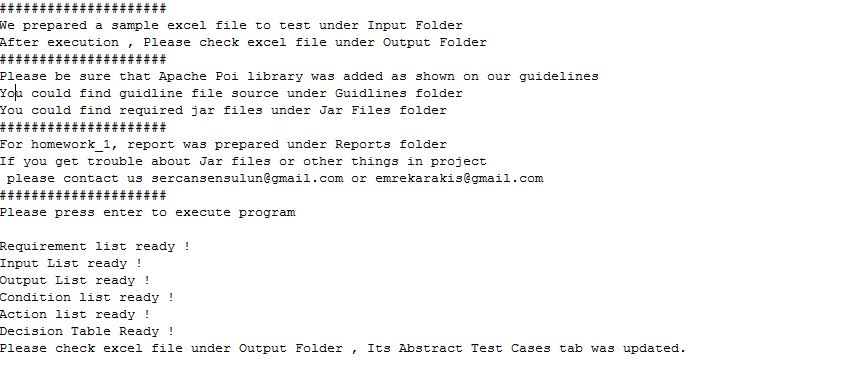 #####################
We prepared a sample excel file to test under Input Folder
After execution , Please check excel file under Output Folder
#####################
Please be sure that Apache Poi library was added as shown on our guidelines
You could find guidline file source under Guidlines folder
You could find required jar files under Jar Files folder
#####################
For homework_1, report was prepared under Reports folder
If you get trouble about Jar files or other things in project
 please contact us sercansensulun@gmail.com or emrekarakis@gmail.com
#####################
Please press enter to execute program

Requirement list ready !
Input List ready !
Output List ready !
Condition list ready !
Action list ready !
Decision Table Ready !
Please check excel file under Output Folder , Its Abstract Test Cases tab was updated.